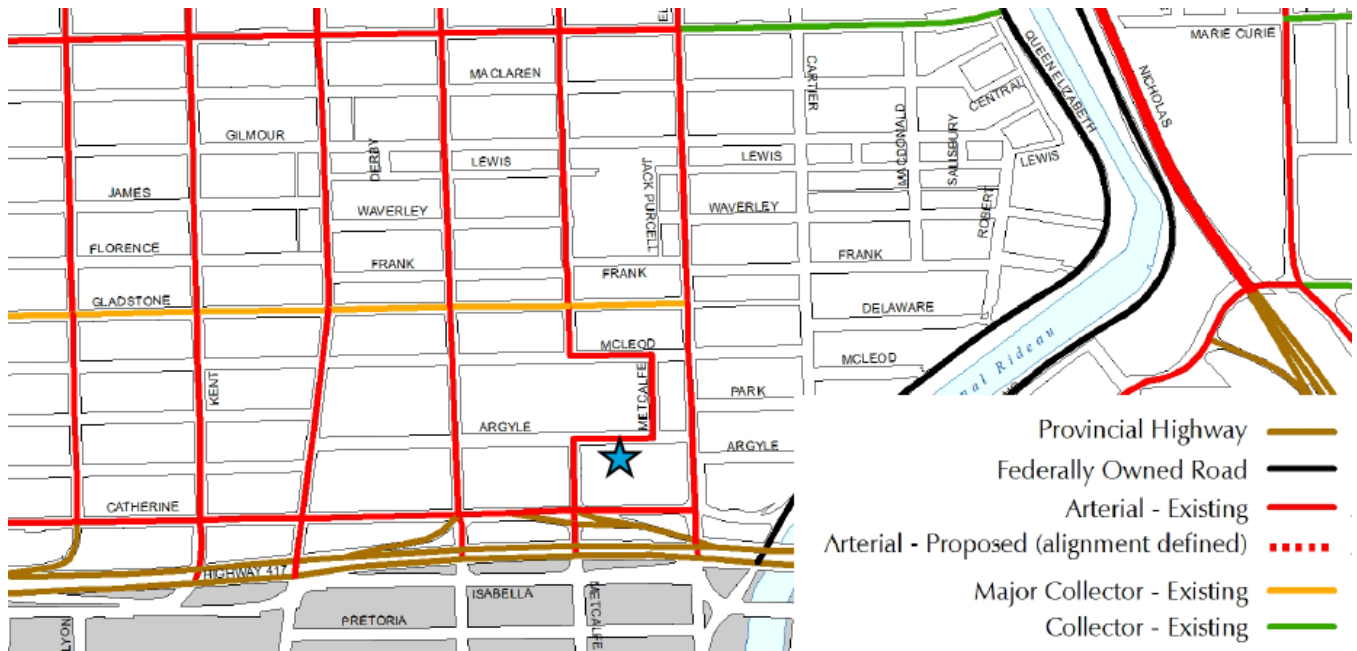 MARIE CURIE
MACLAREN
CARTIER
QUEEN ELIZABETH
NICHOLAS
CENTRAL
GILMOUR
DERBY
LEWIS
JACK PURCELL
LEWIS
MACDONALD
SALISBURY
LEWIS
JAMES
WAVERLEY
WAVERLEY
ROBERT
FLORENCE
FRANK
FRANK
FRANK
GLADSTONE
DELAWARE
MCLEOD
MCLEOD
nal Rideau
KENT
METCALFE
PARK
ARGYLE
ARGYLE
CATHERINE
HIGHWAY 417
ISABELLA
METCALFE
PRETORIA
LYON
Provincial Highway
Federally Owned Road
Arterial - Existing
Arterial - Proposed (alignment defined)
Major Collector - Existing
Collector - Existing